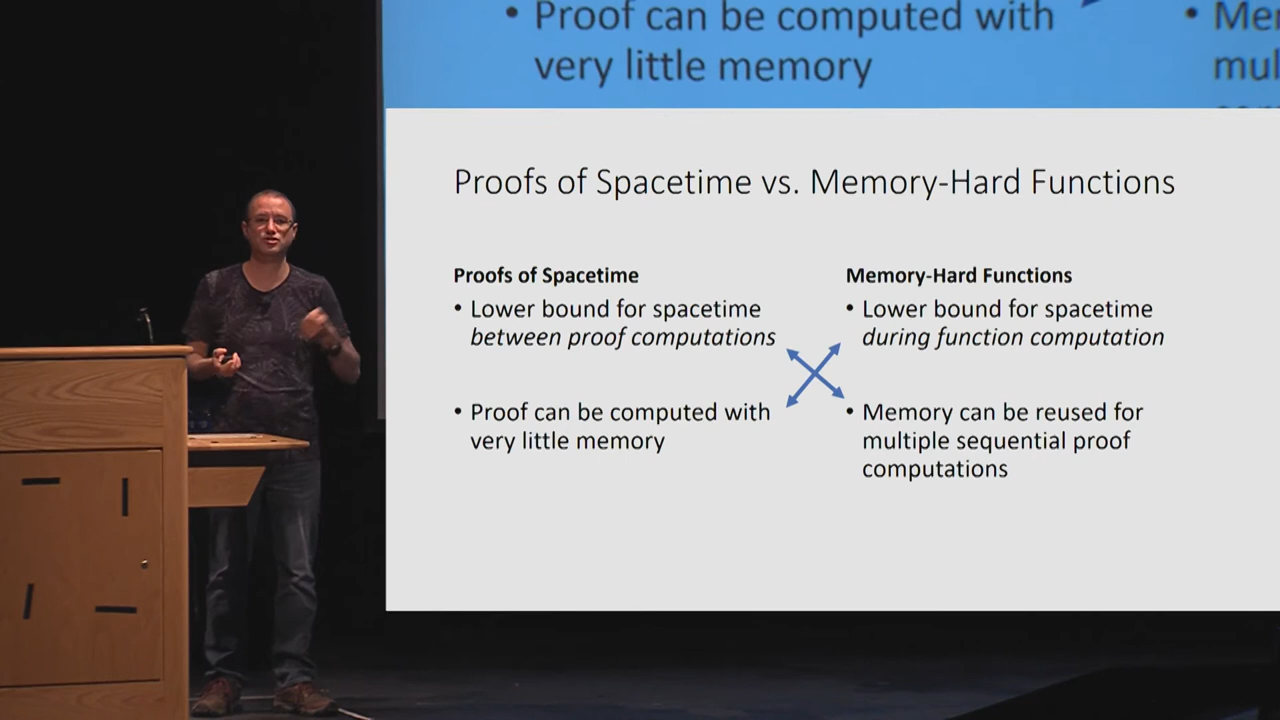 • Proof can be computed with
very little memory
Proofs of Spacetime vs. Memory-Hard Functions
Proofs of Spacetime
• Lower bound for spacetime
between proof computations
• Proof can be computed with
very little memory
Memory-Hard Functions
• Lower bound for spacetime
during function computation
• Memory can be reused for
multiple sequential proof
computations